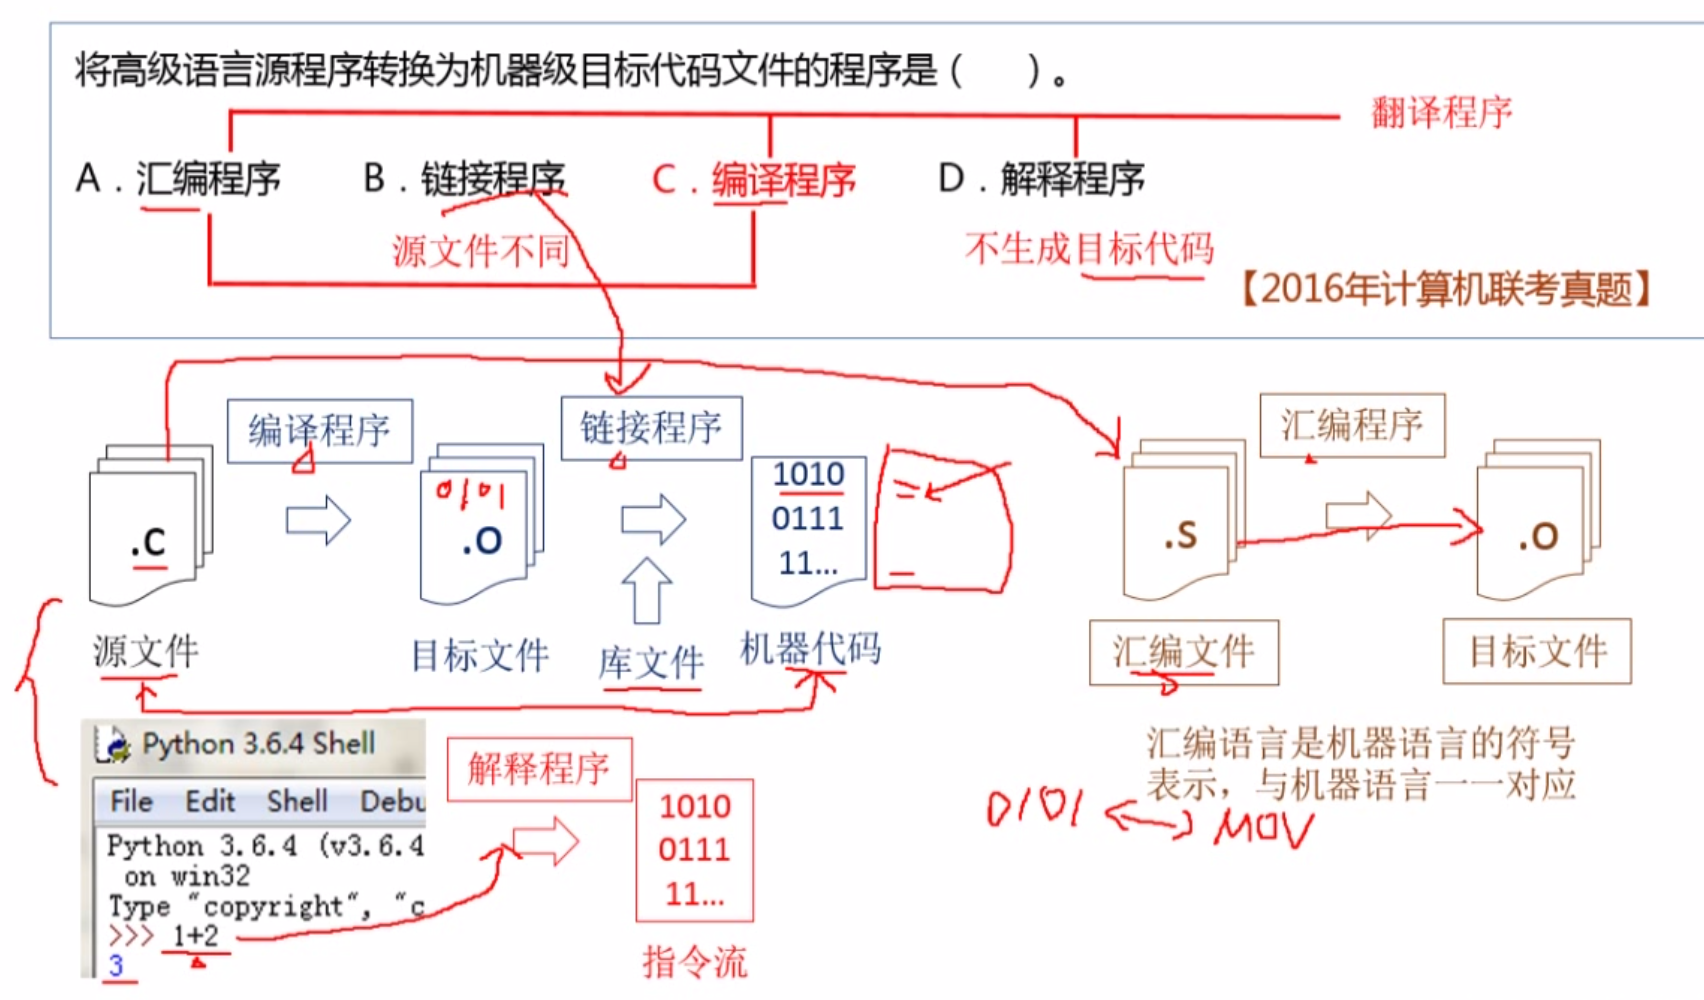 将高级语言源程序转换为机器级目标代码文件的程序是（ ）。
翻译程序
A．汇编程序 B．链接程序 C．编译程序 D．解释程序
源文件不同
不生成目标代码
【2016年计算机联考真题】
编译程序
链接程序
汇编程序
.c
0101
.o
1010
0111
11...
.s
.o
源文件
目标文件
库文件
机器代码
汇编文件
目标文件
汇编语言是机器语言的符号
表示，与机器语言一一对应
0101 MOV
Python 3.6.4 Shell
File Edit Shell Debu
Python 3.6.4 (v3.6.4
on win32
Type "copyright", "c
>>> 1+2
3
解释程序
1010
0111
11...
指令流